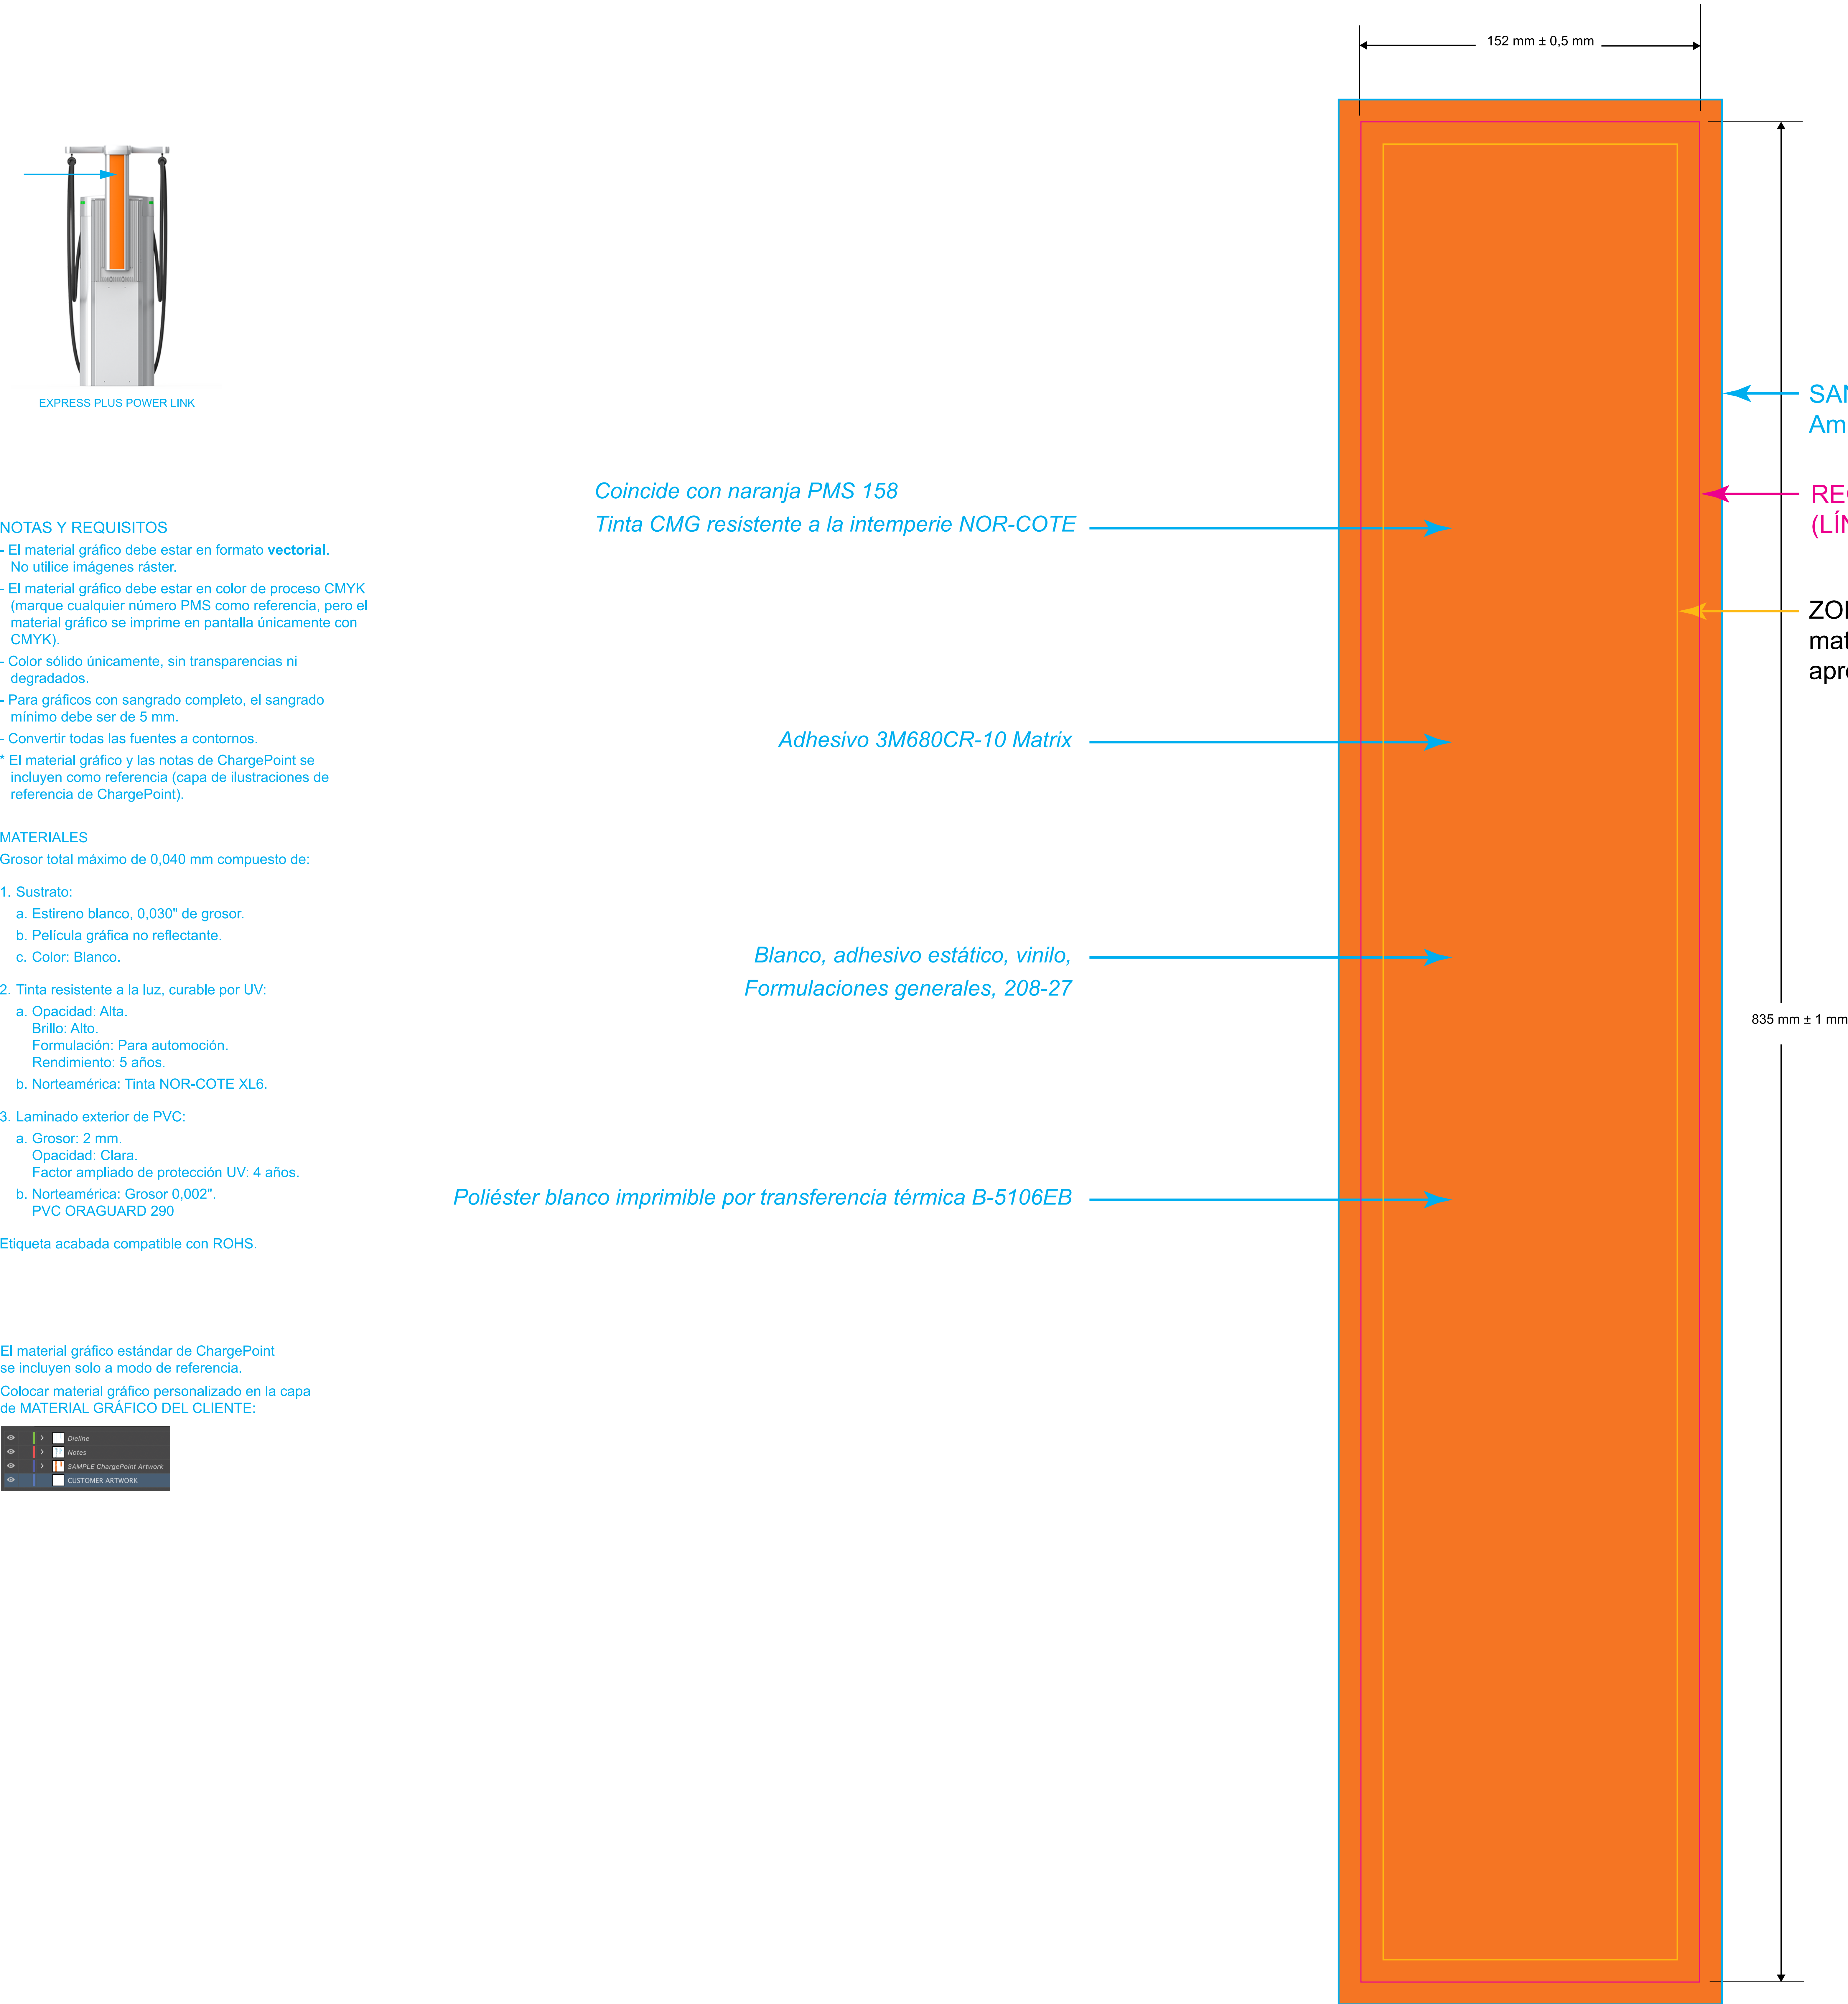 152 mm ± 0,5 mm
EXPRESS PLUS POWER LINK
NOTAS Y REQUISITOS
- El material gráfico debe estar en formato vectorial.
No utilice imágenes ráster.
- El material gráfico debe estar en color de proceso CMYK
(marque cualquier número PMS como referencia, pero el
material gráfico se imprime en pantalla únicamente con
CMYK).
- Color sólido únicamente, sin transparencias ni
degradados.
- Para gráficos con sangrado completo, el sangrado
mínimo debe ser de 5 mm.
- Convertir todas las fuentes a contornos.
* El material gráfico y las notas de ChargePoint se
incluyen como referencia (capa de ilustraciones de
referencia de ChargePoint).
MATERIALES
Grosor total máximo de 0,040 mm compuesto de:
1. Sustrato:
a. Estireno blanco, 0,030" de grosor.
b. Película gráfica no reflectante.
c. Color: Blanco.
2. Tinta resistente a la luz, curable por UV:
a. Opacidad: Alta.
Brillo: Alto.
Formulación: Para automoción.
Rendimiento: 5 años.
b. Norteamérica: Tinta NOR-COTE XL6.
3. Laminado exterior de PVC:
a. Grosor: 2 mm.
Opacidad: Clara.
Factor ampliado de protección UV: 4 años.
b. Norteamérica: Grosor 0,002".
PVC ORAGUARD 290
Etiqueta acabada compatible con ROHS.
El material gráfico estándar de ChargePoint
se incluyen solo a modo de referencia.
Colocar material gráfico personalizado en la capa
de MATERIAL GRÁFICO DEL CLIENTE:
Dieline
Notes
SAMPLE ChargePoint Artwork
CUSTOMER ARTWORK
Coincide con naranja PMS 158
Tinta CMG resistente a la intemperie NOR-COTE
Adhesivo 3M680CR-10 Matrix
Blanco, adhesivo estático, vinilo,
Formulaciones generales, 208-27
Poliéster blanco imprimible por transferencia térmica B-5106EB
835 mm ± 1 mm